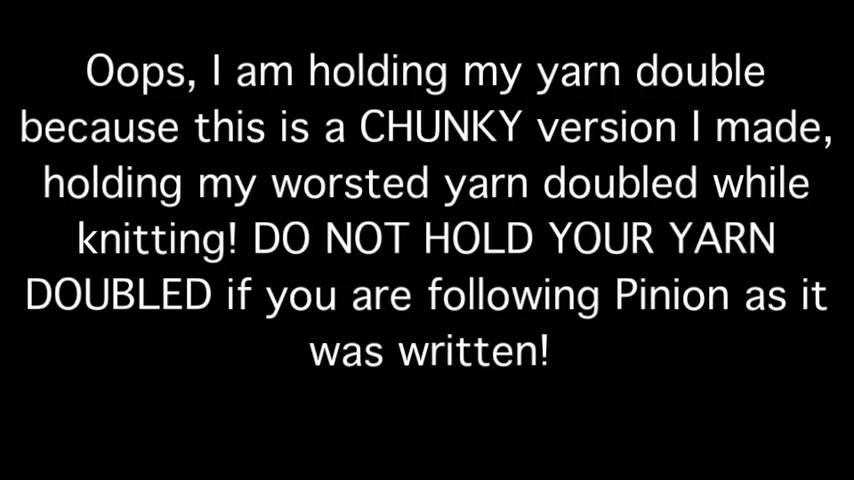 Oops, I am holding my yarn double
because this is a CHUNKY version I made,
holding my worsted yarn doubled while
knitting! DO NOT HOLD YOUR YARN
DOUBLED if you are following Pinion as it
was written!